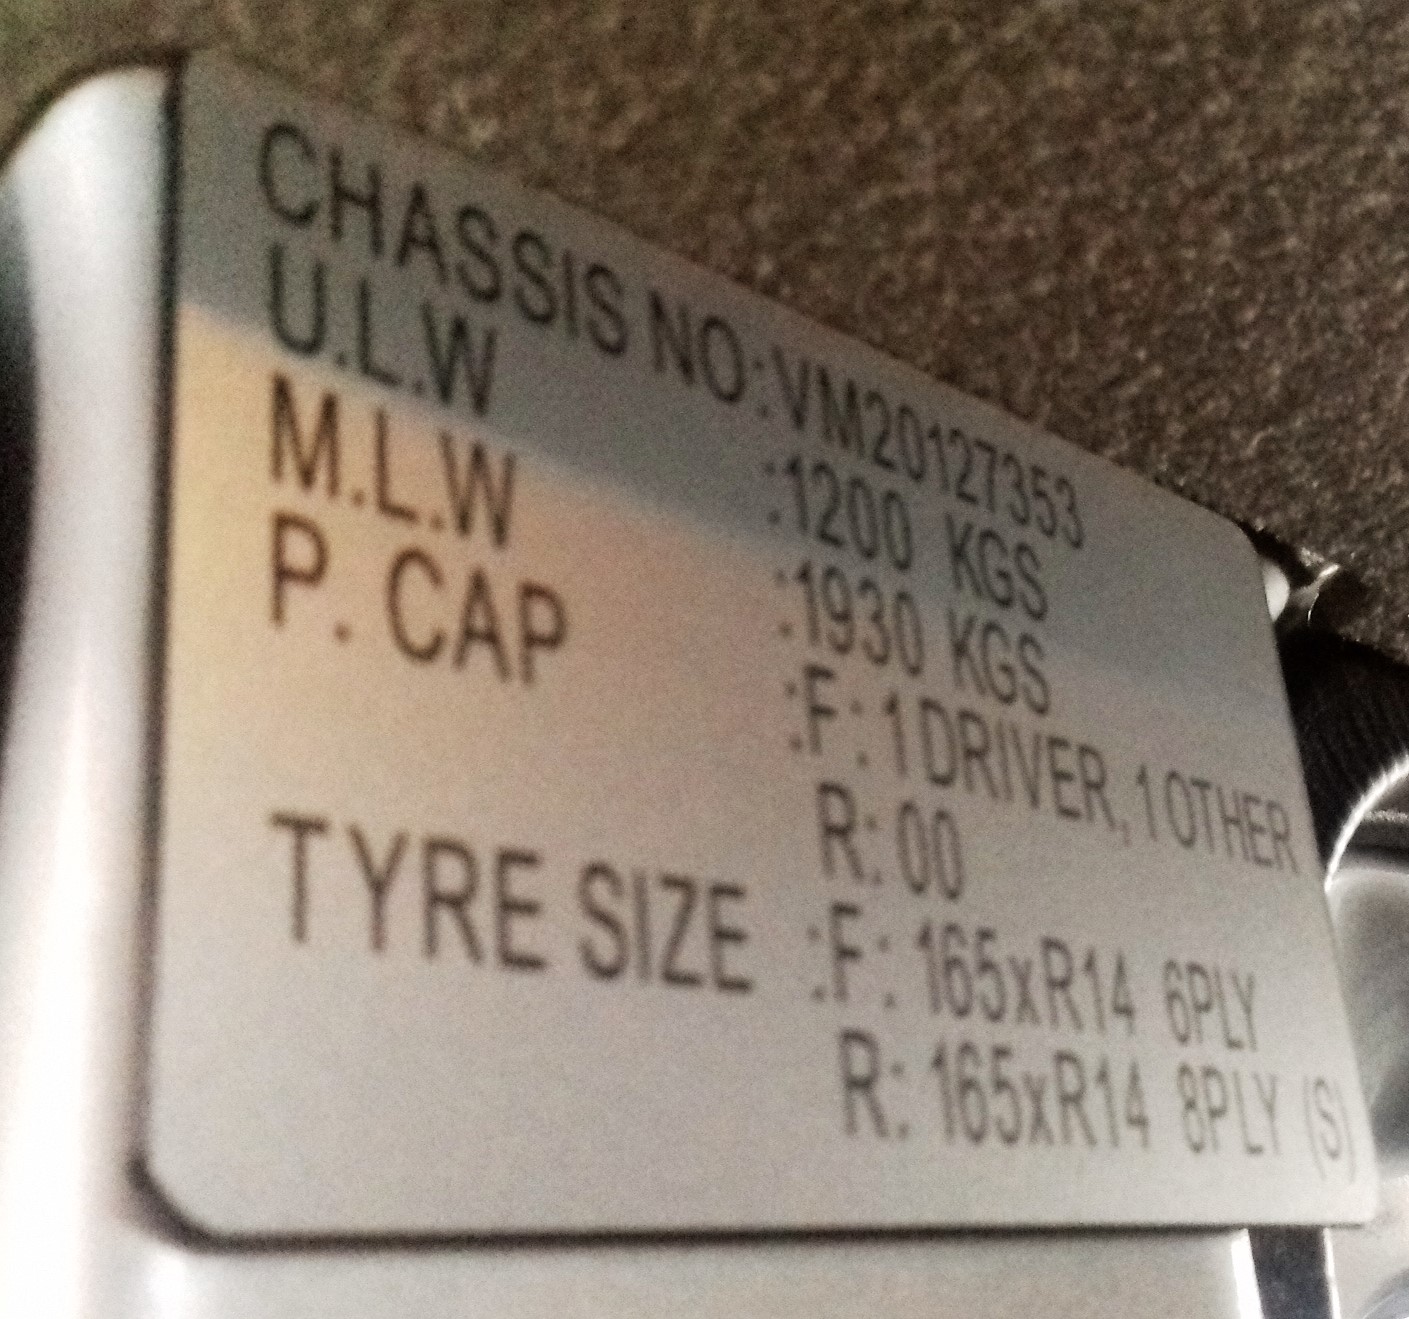 CHASSIS NO:VM20127353
U.L.W :1200 KGS
M.L.W :1930 KGS
P. CAP :F: 1 DRIVER, 1 OTHER
R: 00
TYRE SIZE :F: 165xR14 6PLY
R: 165xR14 8PLY (S)